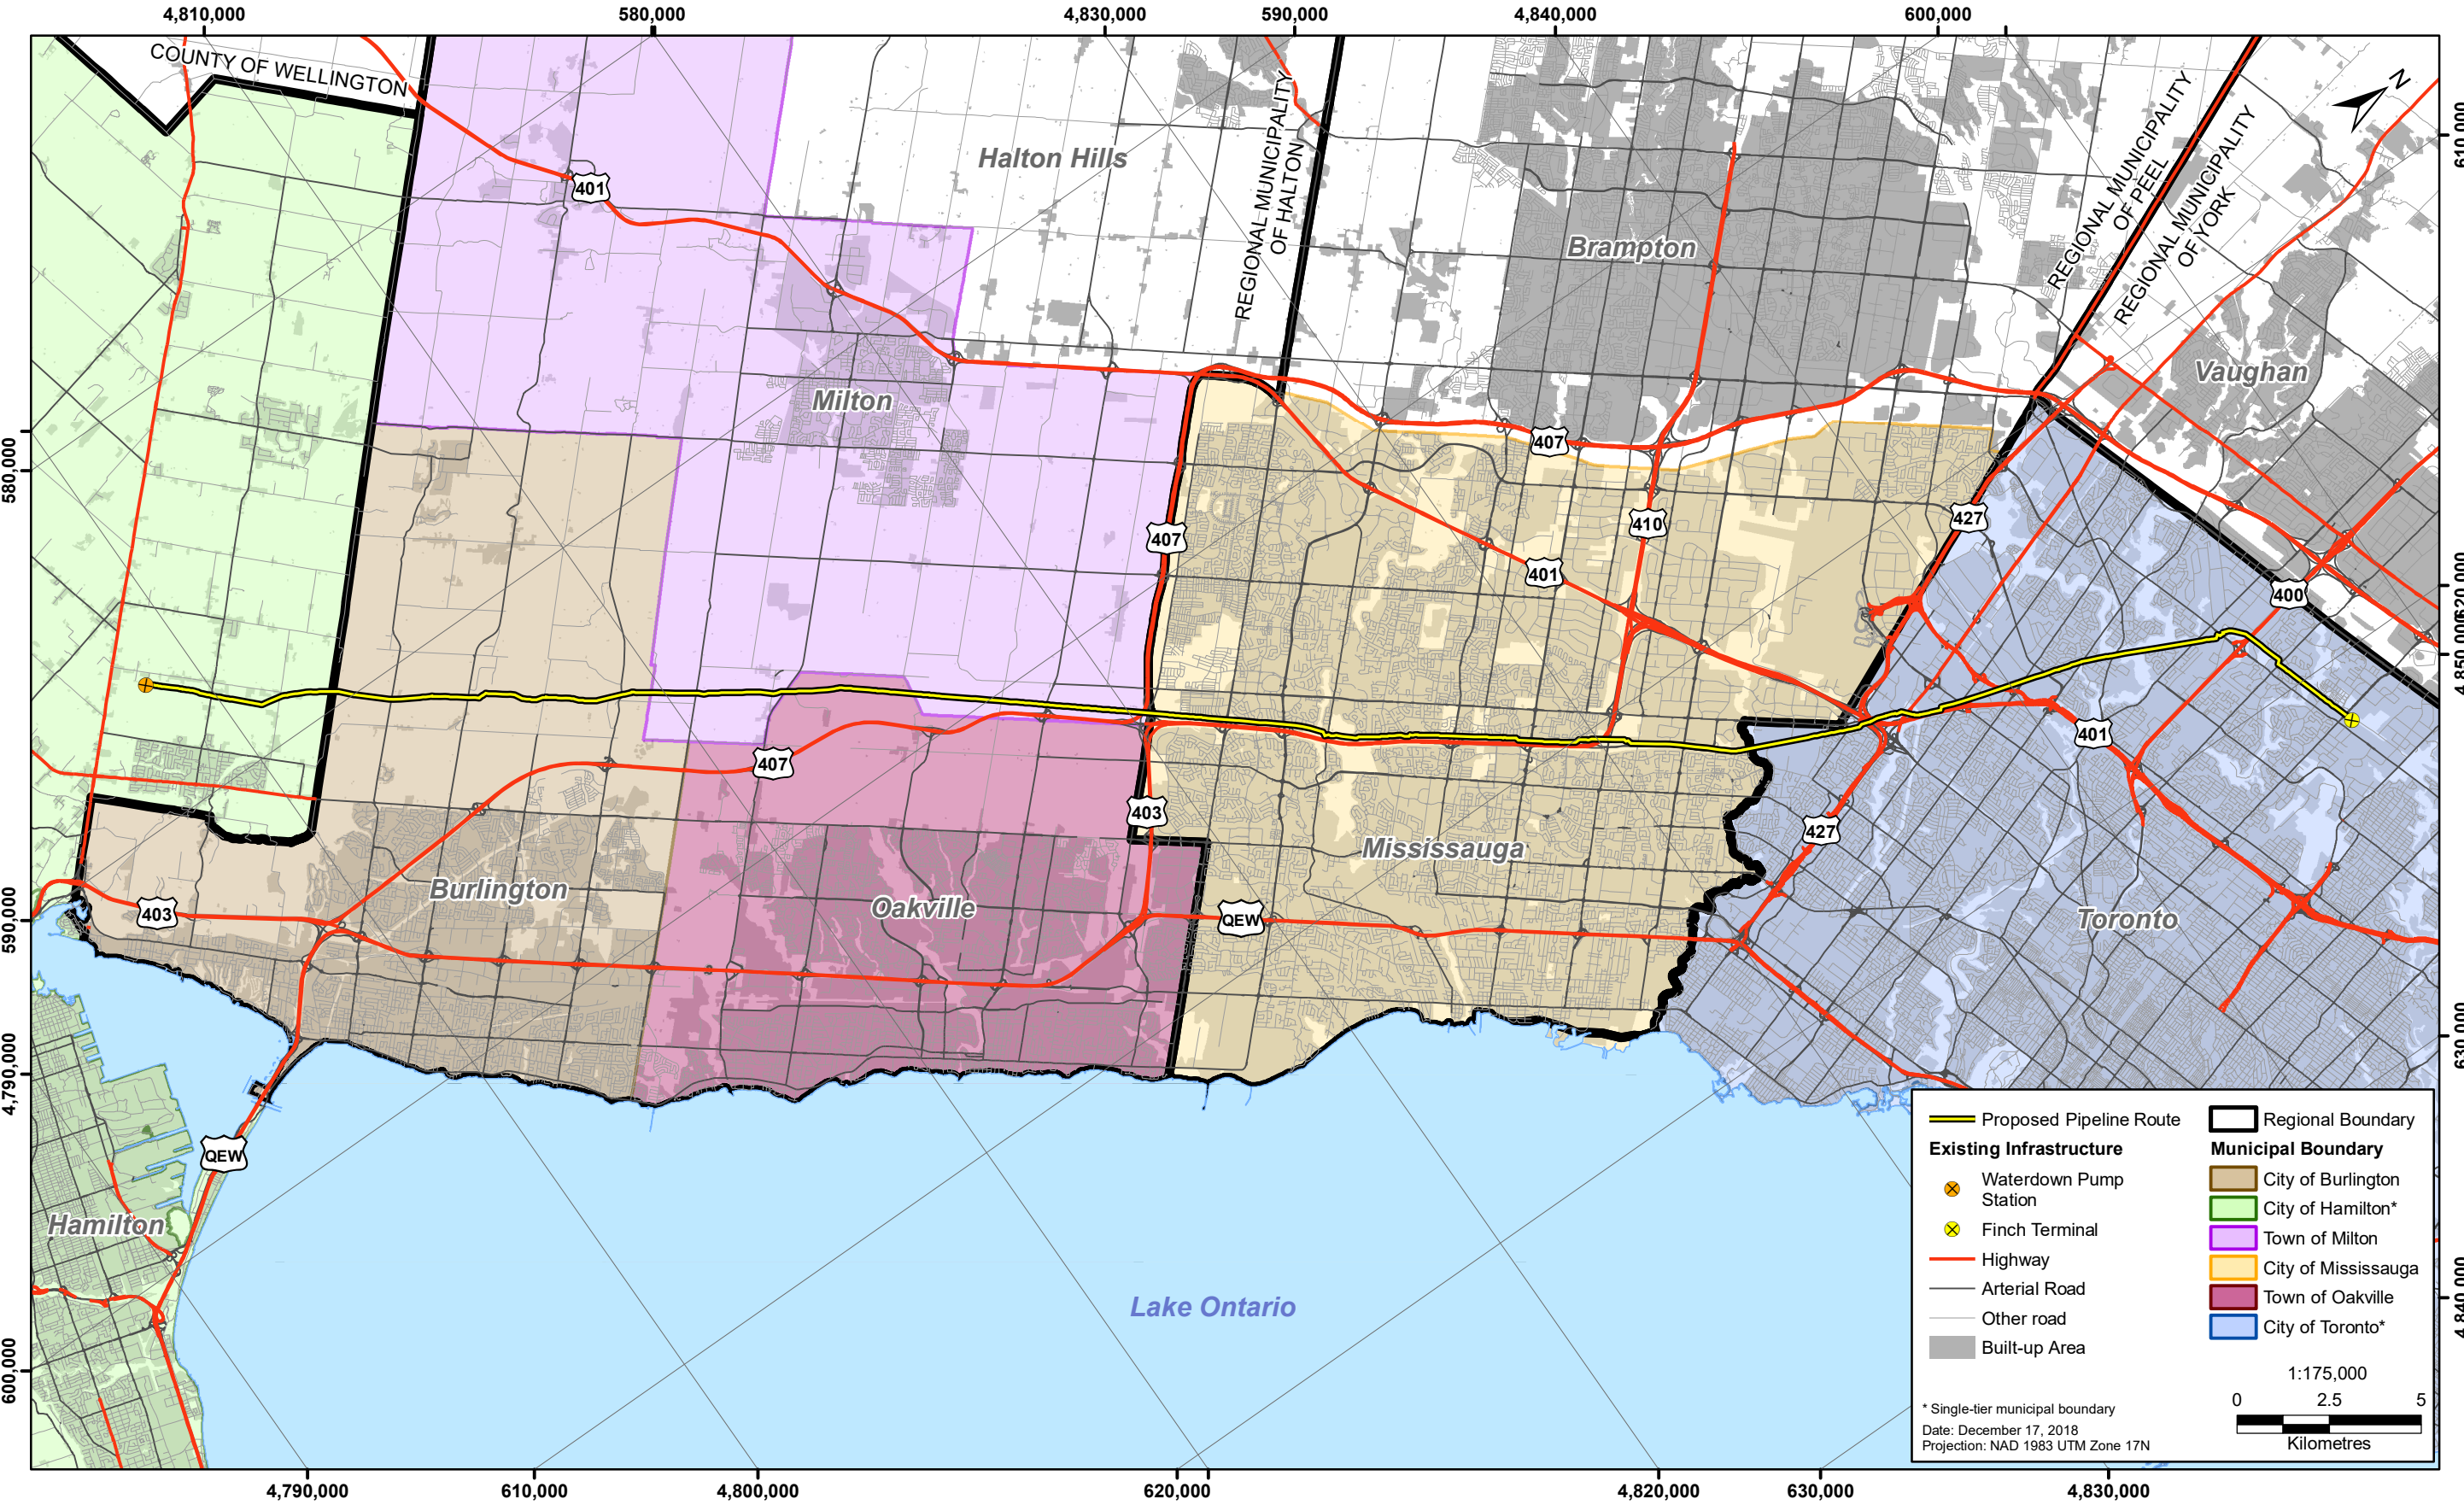 4,810,000
580,000
4,830,000
590,000
4,840,000
600,000
COUNTY OF WELLINGTON
N
401
Halton Hills
REGIONAL MUNICIPALITY
OF HALTON
Brampton
REGIONAL MUNICIPALITY
OF PEEL
REGIONAL MUNICIPALITY
OF YORK
Vaughan
Milton
580,000
407
407
410
401
427
400
407
403
401
427
Burlington
403
Oakville
Mississauga
QEW
Toronto
590,000
630,000
4,790,000
QEW
Hamilton
Lake Ontario
600,000
Proposed Pipeline Route
Existing Infrastructure
Waterdown Pump
Station
Finch Terminal
Highway
Arterial Road
Other road
Built-up Area
* Single-tier municipal boundary
Date: December 17, 2018
Projection: NAD 1983 UTM Zone 17N
Regional Boundary
Municipal Boundary
City of Burlington
City of Hamilton*
Town of Milton
City of Mississauga
Town of Oakville
City of Toronto*
1:175,000
0 2.5 5
Kilometres
4,790,000
610,000
4,800,000
620,000
4,820,000
630,000
4,830,000